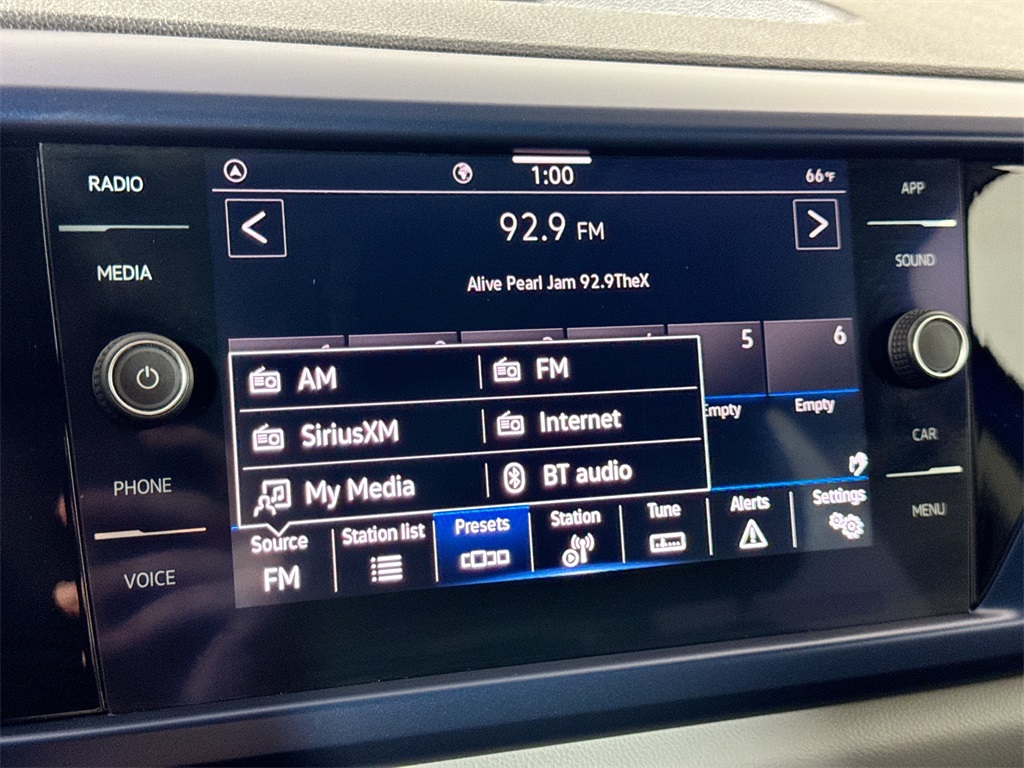 RADIO
MEDIA
PHONE
VOICE
1:00
66°F
92.9 FM
Alive Pearl Jam 92.9TheX
5
6
Empty
Empty
AM
FM
SiriusXM
Internet
My Media
BT audio
Source
FM
Station list
Presets
Station
Tune
Alerts
Settings
APP
SOUND
CAR
MENU